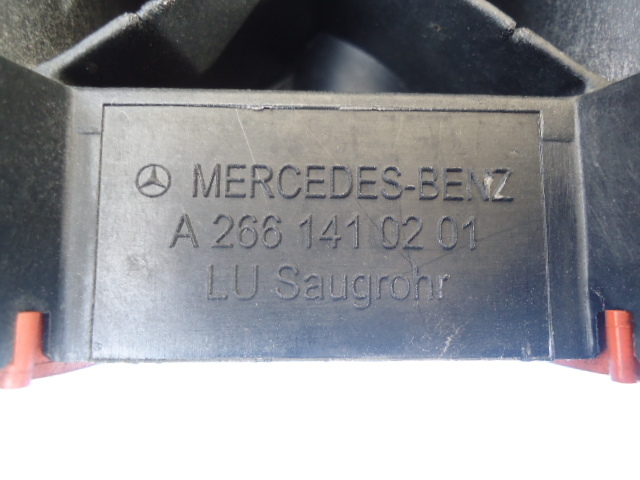 MERCEDES-BENZ
A 266 141 02 01
LU Saugrohr